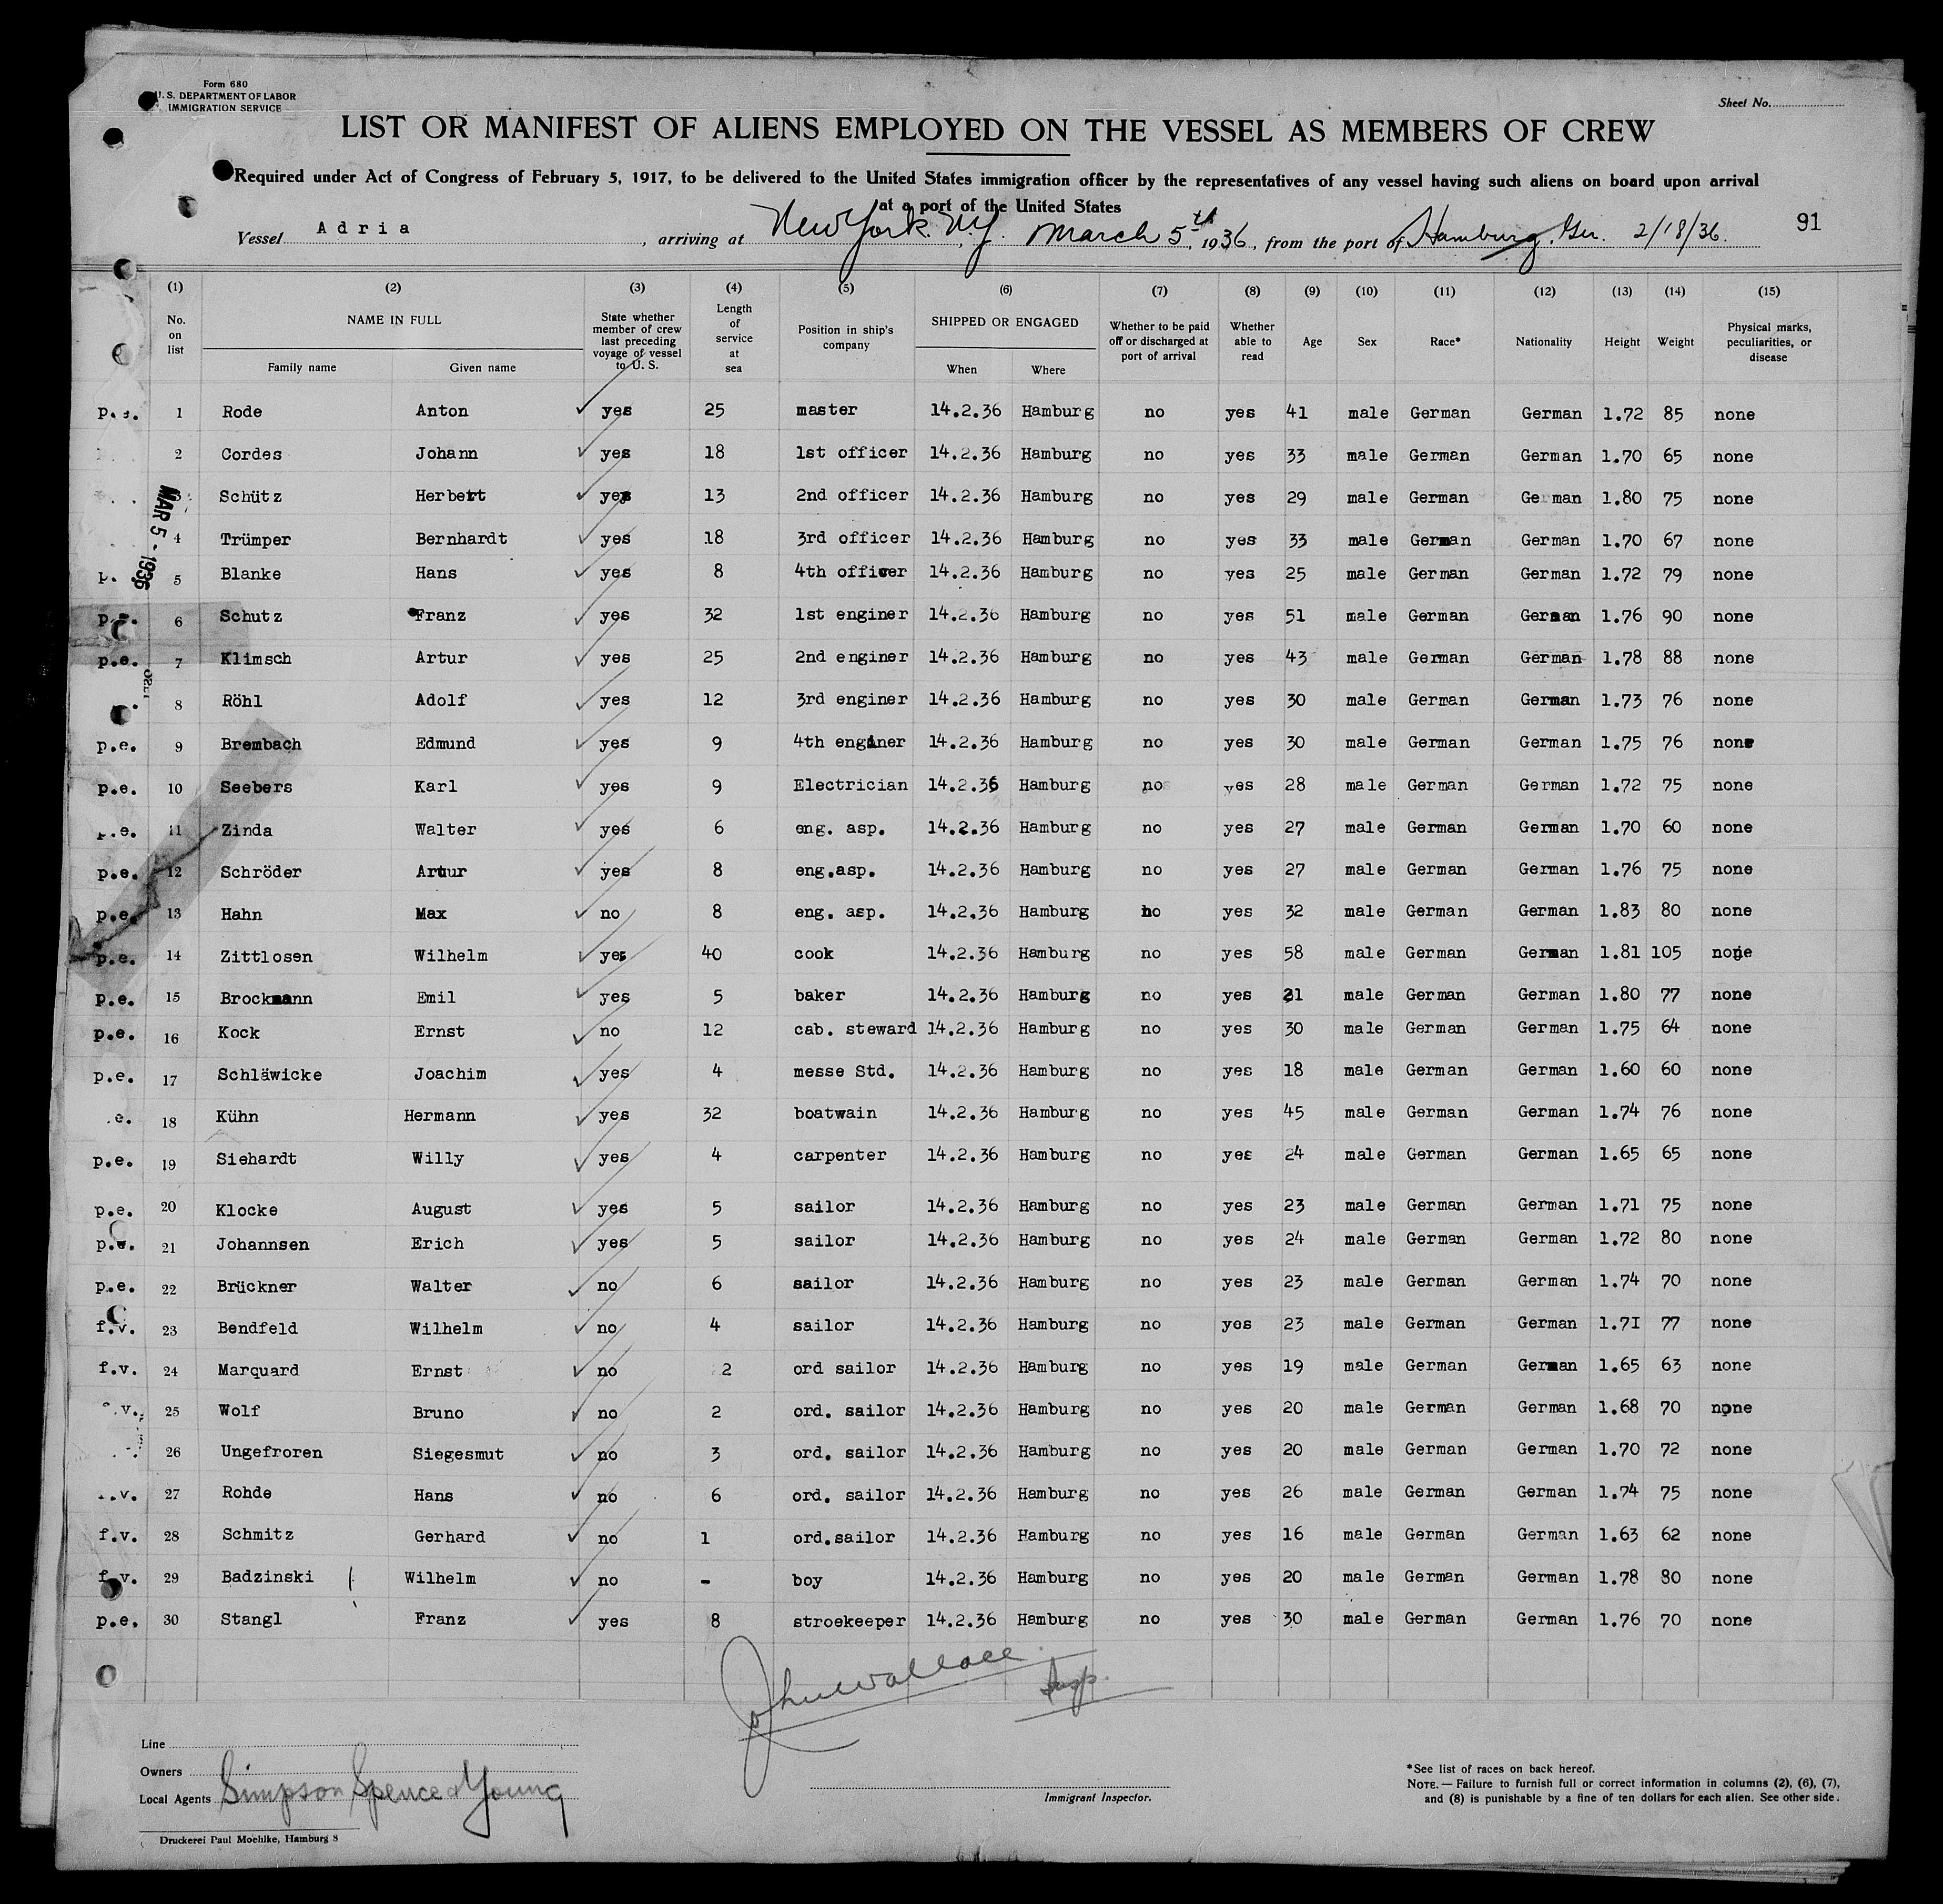 Form 680
U. S. DEPARTMENT OF LABOR
IMMIGRATION SERVICE
Sheet No.
LIST OR MANIFEST OF ALIENS EMPLOYED ON THE VESSEL AS MEMBERS OF CREW
Required under Act of Congress of February 5, 1917, to be delivered to the United States immigration officer by the representatives of any vessel having such aliens on board upon arrival
at a port of the United States
Vessel Adria, arriving at New York. N.Y. March 5th, 1936, from the port of Hamburg, Ger. 2/18/36. 91
(1) (2) (3) (4) (5) (6) (7) (8) (9) (10) (11) (12) (13) (14) (15)
No. on list NAME IN FULL Family name Given name State whether member of crew last preceding voyage of vessel to U. S. Length of service at sea Position in ship's company SHIPPED OR ENGAGED When Where Whether to be paid off or discharged at port of arrival Whether able to read Age Sex Race* Nationality Height Weight Physical marks, peculiarities, or disease
1 Rode Anton yes 25 master 14.2.36 Hamburg no yes 41 male German German 1.72 85 none
2 Cordes Johann yes 18 1st officer 14.2.36 Hamburg no yes 33 male German German 1.70 65 none
Schütz Herbert yes 13 2nd officer 14.2.36 Hamburg no yes 29 male German German 1.80 75 none
MAR 5 - 1936
4 Trümper Bernhardt yes 18 3rd officer 14.2.36 Hamburg no yes 33 male German German 1.70 67 none
5 Blanke Hans yes 8 4th officer 14.2.36 Hamburg no yes 25 male German German 1.72 79 none
6 Schutz Franz yes 32 1st enginer 14.2.36 Hamburg no yes 51 male German German 1.76 90 none
p.e. 7 Klimsch Artur yes 25 2nd enginer 14.2.36 Hamburg no yes 43 male German German 1.78 88 none
8 Röhl Adolf yes 12 3rd enginer 14.2.36 Hamburg no yes 30 male German German 1.73 76 none
p.e. 9 Brembach Edmund yes 9 4th enginer 14.2.36 Hamburg no yes 30 male German German 1.75 76 none
p.e. 10 Seebers Karl yes 9 Electrician 14.2.36 Hamburg no yes 28 male German German 1.72 75 none
p.e. 11 Zinda Walter yes 6 eng. asp. 14.2.36 Hamburg no yes 27 male German German 1.70 60 none
p.e. 12 Schröder Artur yes 8 eng.asp. 14.2.36 Hamburg no yes 27 male German German 1.76 75 none
p.e. 13 Hahn Max no 8 eng. asp. 14.2.36 Hamburg no yes 32 male German German 1.83 80 none
p.e. 14 Zittlosen Wilhelm yes 40 cook 14.2.36 Hamburg no yes 58 male German German 1.81 105 none
p.e. 15 Brockmann Emil yes 5 baker 14.2.36 Hamburg no yes 21 male German German 1.80 77 none
p.e. 16 Kock Ernst no 12 cab. steward 14.2.36 Hamburg no yes 30 male German German 1.75 64 none
p.e. 17 Schläwicke Joachim yes 4 messe Std. 14.2.36 Hamburg no yes 18 male German German 1.60 60 none
e. 18 Kühn Hermann yes 32 boatwain 14.2.36 Hamburg no yes 45 male German German 1.74 76 none
p.e. 19 Siehardt Willy yes 4 carpenter 14.2.36 Hamburg no yes 24 male German German 1.65 65 none
p.e. 20 Klocke August yes 5 sailor 14.2.36 Hamburg no yes 23 male German German 1.71 75 none
p.e. 21 Johannsen Erich yes 5 sailor 14.2.36 Hamburg no yes 24 male German German 1.72 80 none
p.e. 22 Brückner Walter no 6 sailor 14.2.36 Hamburg no yes 23 male German German 1.74 70 none
f.v. 23 Bendfeld Wilhelm no 4 sailor 14.2.36 Hamburg no yes 23 male German German 1.7I 77 none
f.v. 24 Marquard Ernst no 2 ord sailor 14.2.36 Hamburg no yes 19 male German German 1.65 63 none
25 Wolf Bruno no 2 ord. sailor 14.2.36 Hamburg no yes 20 male German German 1.68 70 none
26 Ungefroren Siegesmut no 3 ord. sailor 14.2.36 Hamburg no yes 20 male German German 1.70 72 none
27 Rohde Hans no 6 ord. sailor 14.2.36 Hamburg no yes 26 male German German 1.74 75 none
f.v. 28 Schmitz Gerhard no 1 ord.sailor 14.2.36 Hamburg no yes 16 male German German 1.63 62 none
f.v. 29 Badzinski Wilhelm no - boy 14.2.36 Hamburg no yes 20 male German German 1.78 80 none
p.e. 30 Stangl Franz yes 8 stroekeeper 14.2.36 Hamburg no yes 30 male German German 1.76 70 none
John Wallace Insp.
Line
Owners
Local Agents Simpson Spence & Young
Immigrant Inspector.
*See list of races on back hereof.
NOTE. — Failure to furnish full or correct information in columns (2), (6), (7),
and (8) is punishable by a fine of ten dollars for each alien. See other side.
Druckerei Paul Moehlke, Hamburg 8